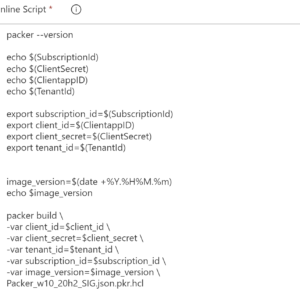 nline Script *
packer --version
echo $(SubscriptionId)
echo $(ClientSecret)
echo $(ClientappID)
echo $(TenantId)
export subscription_id=$(SubscriptionId)
export client_id=$(ClientappID)
export client_secret=$(ClientSecret)
export tenant_id=$(TenantId)
image_version=$(date +%Y.%H%M.%m)
echo $image_version
packer build \
-var client_id=$client_id \
-var client_secret=$client_secret \
-var tenant_id=$tenant_id \
-var subscription_id=$subscription_id \
-var image_version=$image_version \
Packer_w10_20h2_SIG.json.pkr.hcl